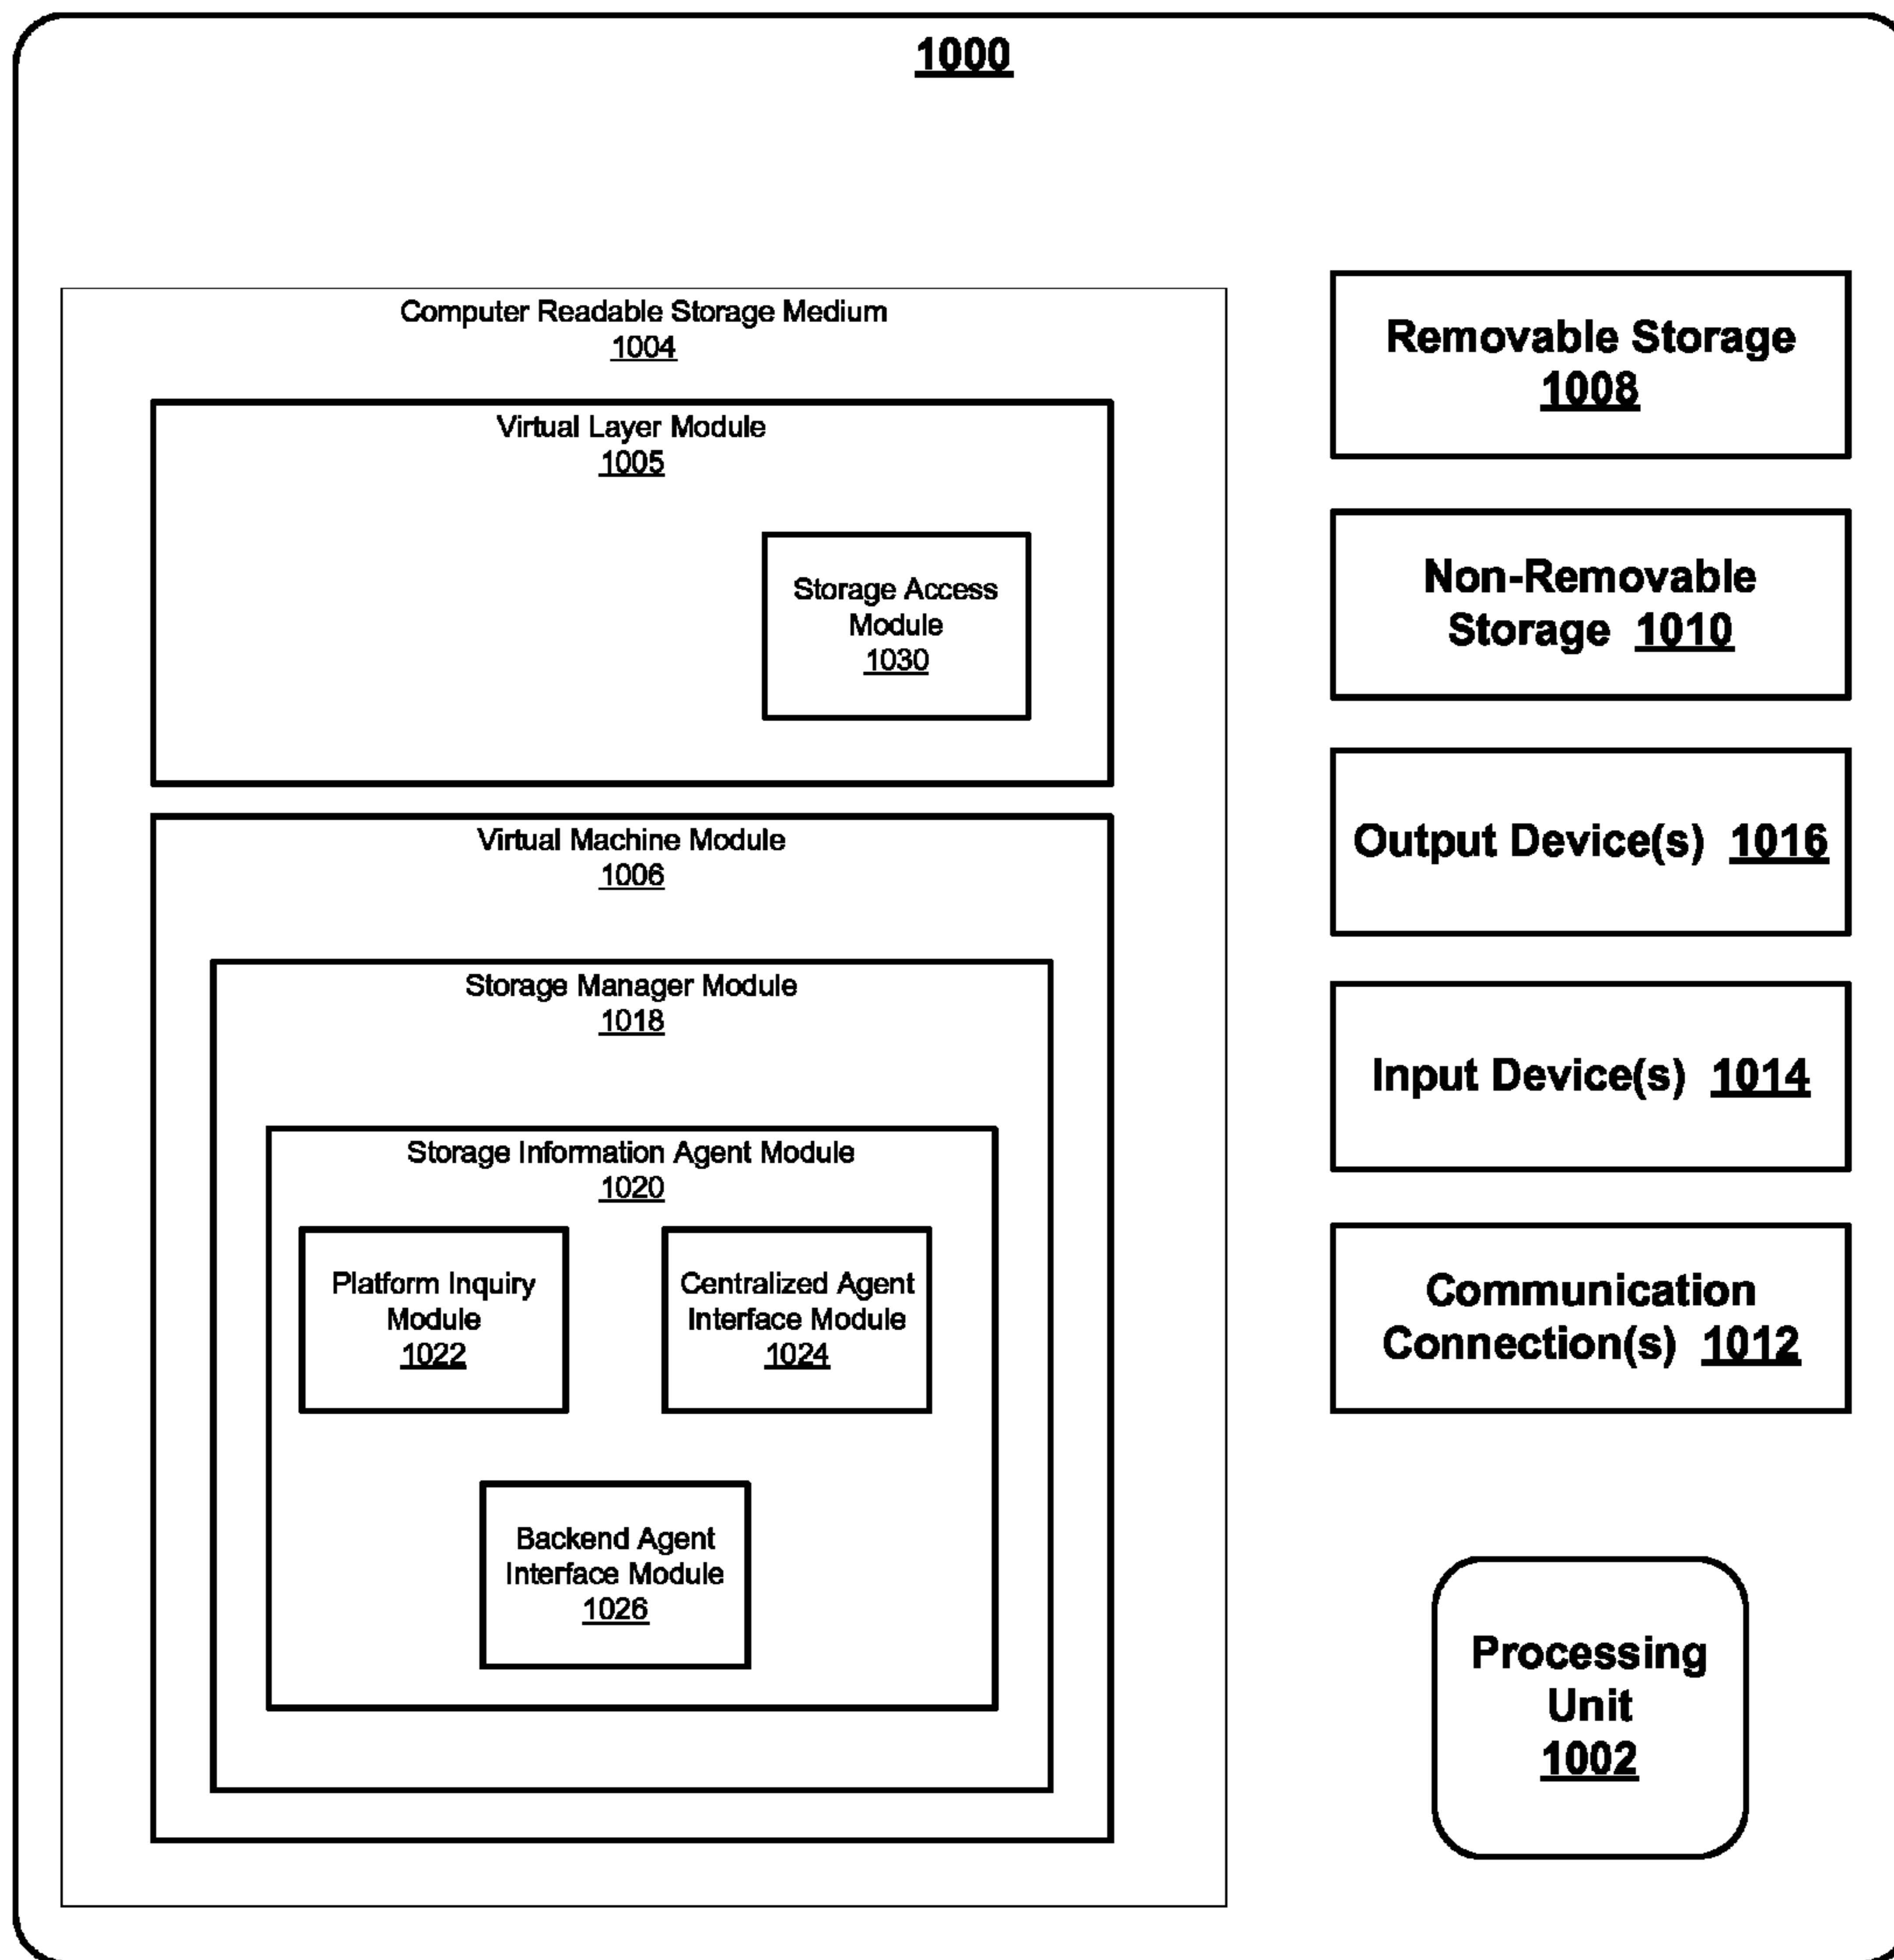 1000
Computer Readable Storage Medium
1004
Virtual Layer Module
1005
Storage Access
Module
1030
Virtual Machine Module
1006
Storage Manager Module
1018
Storage Information Agent Module
1020
Platform Inquiry
Module
1022
Centralized Agent
Interface Module
1024
Backend Agent
Interface Module
1026
Removable Storage
1008
Non-Removable
Storage 1010
Output Device(s) 1016
Input Device(s) 1014
Communication
Connection(s) 1012
Processing
Unit
1002